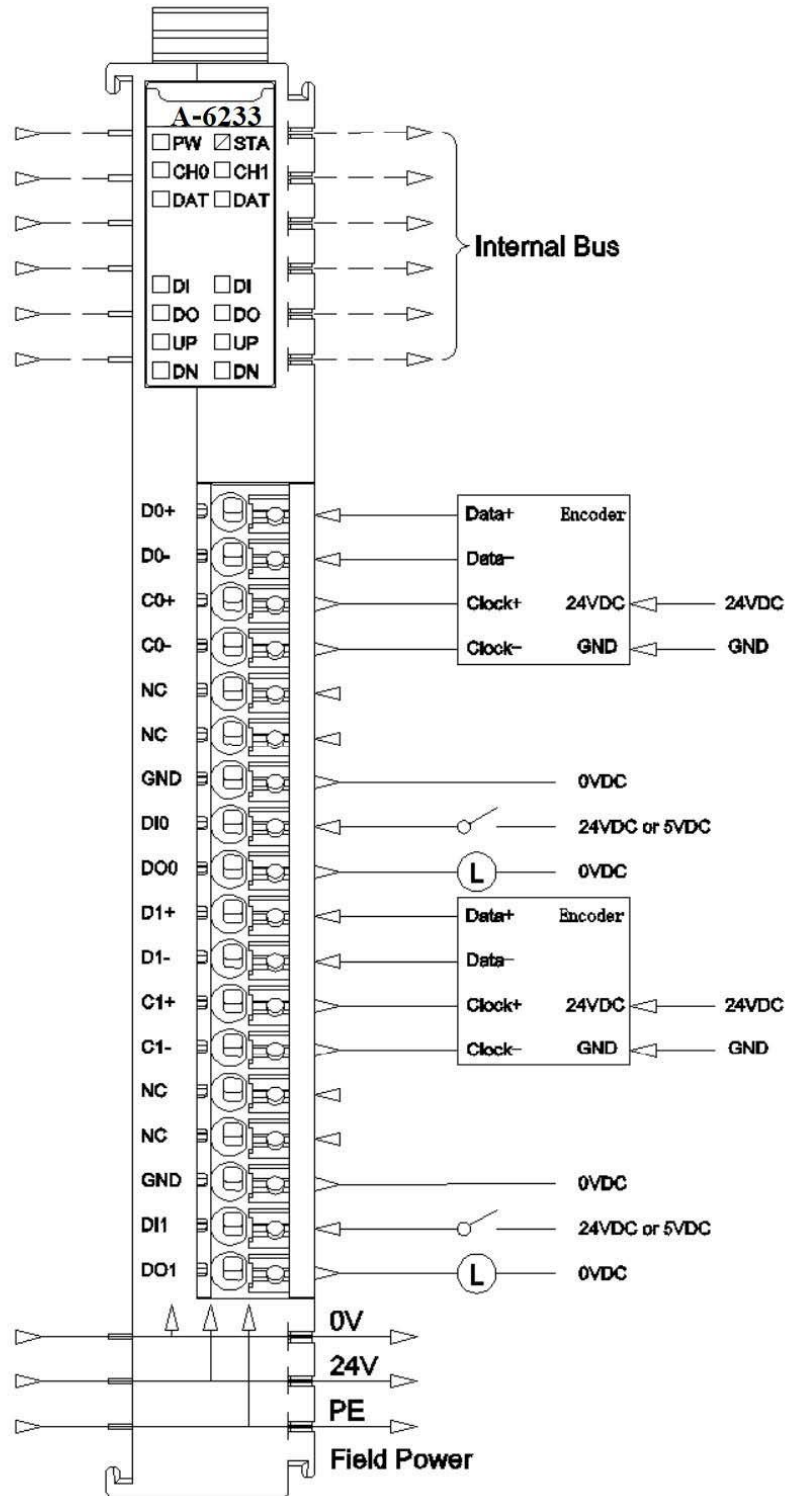 A-6233
PW STA
CH0 CH1
DAT DAT
Internal Bus
DI DI
DO DO
UP UP
DN DN
D0+ Data+ Encoder
D0- Data-
C0+ Clock+ 24VDC 24VDC
C0- Clock- GND GND
NC
NC
GND 0VDC
DI0 24VDC or 5VDC
DO0 L 0VDC
D1+ Data+ Encoder
D1- Data-
C1+ Clock+ 24VDC 24VDC
C1- Clock- GND GND
NC
NC
GND 0VDC
DI1 24VDC or 5VDC
DO1 L 0VDC
0V
24V
PE
Field Power